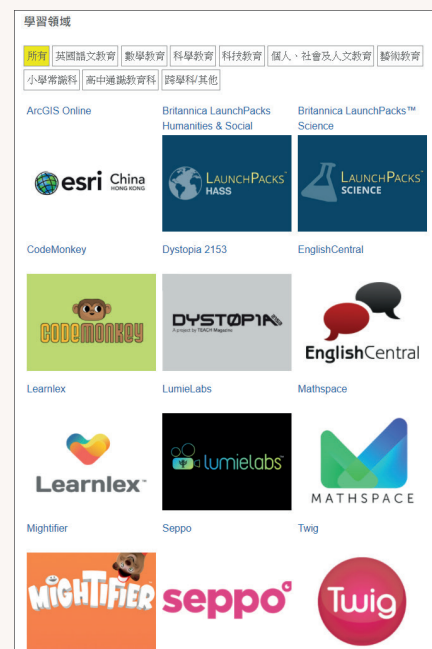 學習領域
所有 英國語文教育 數學教育 科學教育 科技教育 個人、社會及人文教育 藝術教育
小學常識科 高中通識教育科 跨學科/其他
ArcGIS Online Britannica LaunchPacks Britannica LaunchPacks™
Humanities & Social Science
esri China LAUNCHPACKS™ LAUNCHPACKS™
HONG KONG HASS SCIENCE
CodeMonkey Dystopia 2153 EnglishCentral
CODEMONKEY DYSTOPIA
A project by TEACH Magazine
EnglishCentral
Learnlex LumieLabs Mathspace
lumielabs™
Learnlex™ MATHSPACE
Mightifier Seppo Twig
MIGHTIFIER seppo Twig